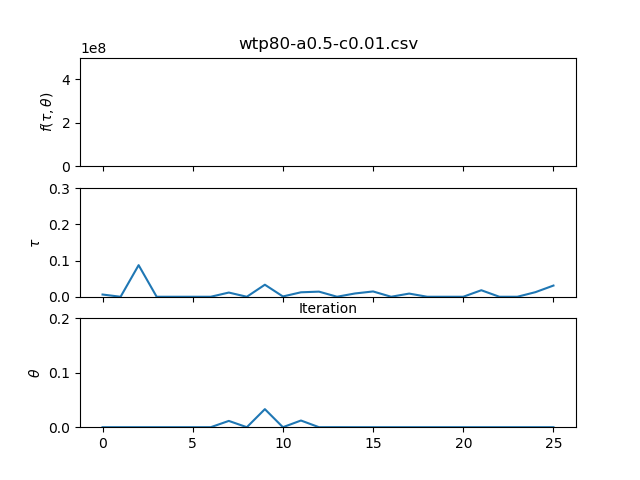 wtp80-a0.5-c0.01.csv
1e8
4
2
0
f(τ, θ)
0.3
0.2
0.1
0.0
τ
Iteration
0.2
0.1
0.0
θ
0 5 10 15 20 25